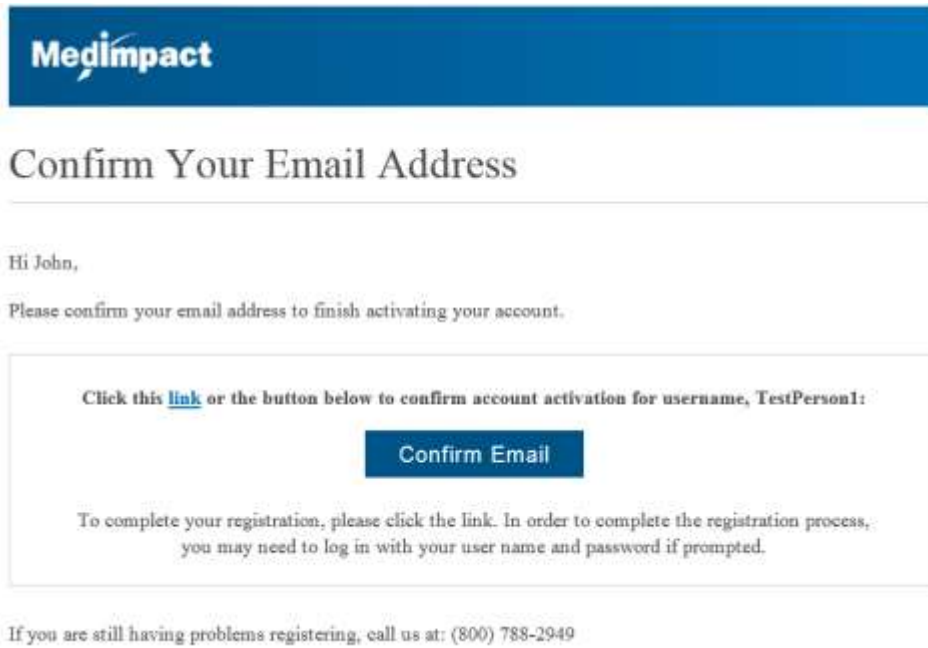 MedImpact
Confirm Your Email Address
Hi John,
Please confirm your email address to finish activating your account.
Click this link or the button below to confirm account activation for username, TestPerson1:
Confirm Email
To complete your registration, please click the link. In order to complete the registration process,
you may need to log in with your user name and password if prompted.
If you are still having problems registering, call us at: (800) 788-2949